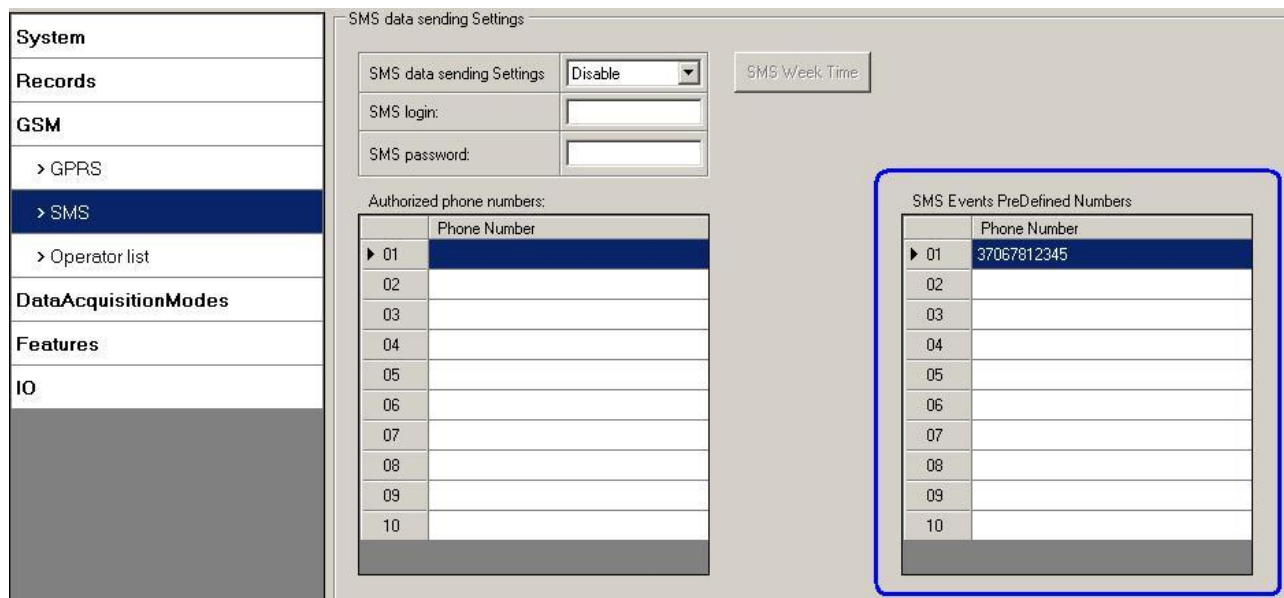 System
Records
GSM
> GPRS
> SMS
> Operator list
DataAcquisitionModes
Features
IO
SMS data sending Settings
SMS data sending Settings
Disable
SMS Week Time
SMS login:
SMS password:
Authorized phone numbers:
Phone Number
01
02
03
04
05
06
07
08
09
10
SMS Events PreDefined Numbers
Phone Number
01 37067812345
02
03
04
05
06
07
08
09
10